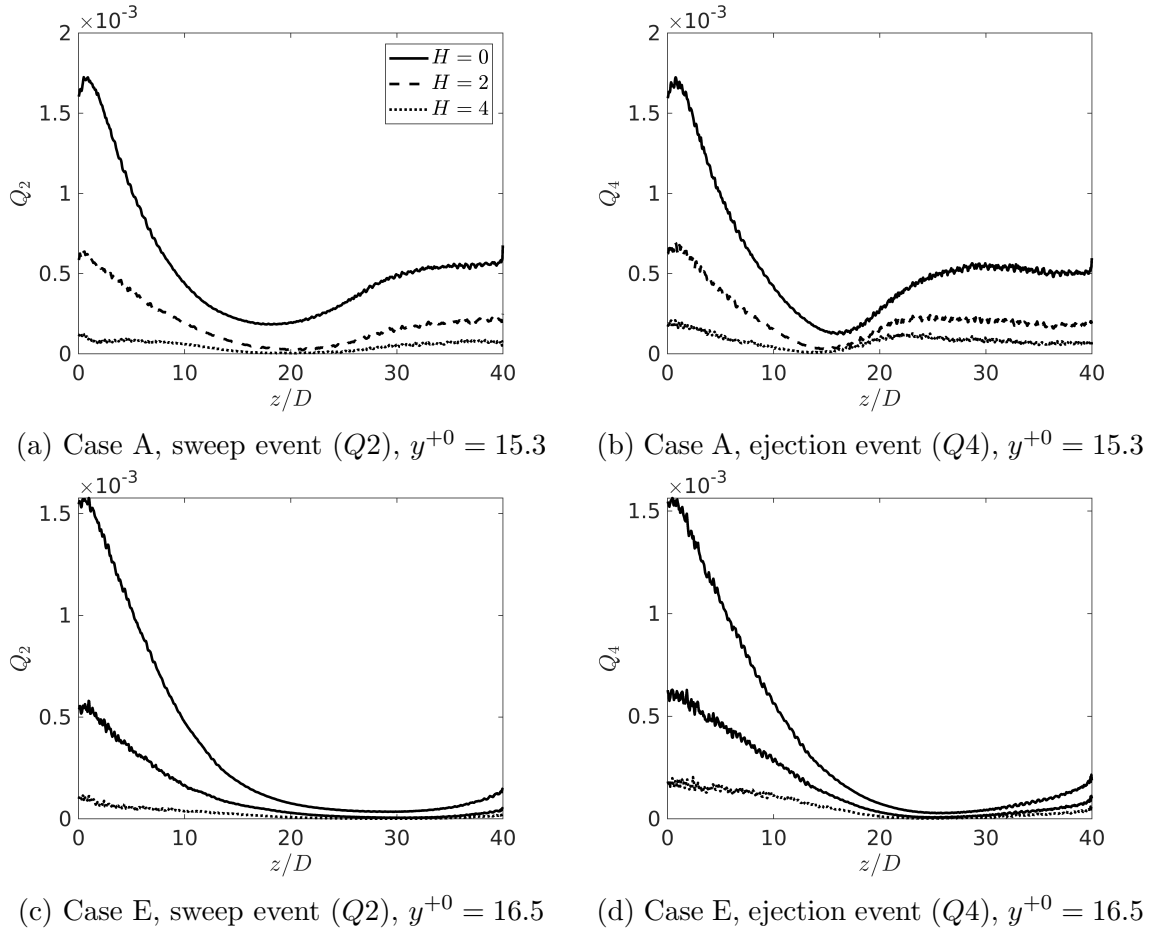 ×10⁻³
2
1.5
1
0.5
0
Q₂
0 10 20 30 40
z/D
H = 0
H = 2
H = 4
(a) Case A, sweep event (Q2), y⁺⁰ = 15.3
×10⁻³
2
1.5
1
0.5
0
Q₄
0 10 20 30 40
z/D
(b) Case A, ejection event (Q4), y⁺⁰ = 15.3
×10⁻³
1.5
1
0.5
0
Q₂
0 10 20 30 40
z/D
(c) Case E, sweep event (Q2), y⁺⁰ = 16.5
×10⁻³
1.5
1
0.5
0
Q₄
0 10 20 30 40
z/D
(d) Case E, ejection event (Q4), y⁺⁰ = 16.5